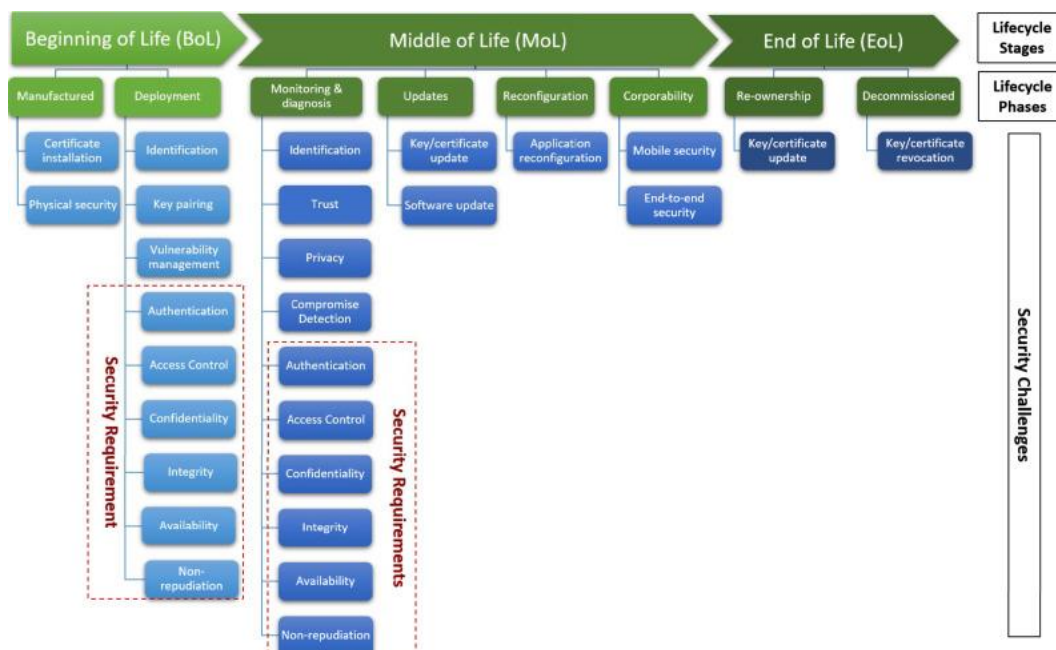 Beginning of Life (BoL)
Middle of Life (MoL)
End of Life (EoL)
Lifecycle
Stages
Manufactured
Deployment
Monitoring &
diagnosis
Updates
Reconfiguration
Corporability
Re-ownership
Decommissioned
Lifecycle
Phases
Certificate
installation
Physical security
Identification
Key pairing
Vulnerability
management
Authentication
Access Control
Confidentiality
Integrity
Availability
Non-
repudiation
Security Requirement
Identification
Trust
Privacy
Compromise
Detection
Authentication
Access Control
Confidentiality
Integrity
Availability
Non-repudiation
Security Requirements
Key/certificate
update
Software update
Application
reconfiguration
Mobile security
End-to-end
security
Key/certificate
update
Key/certificate
revocation
Security Challenges